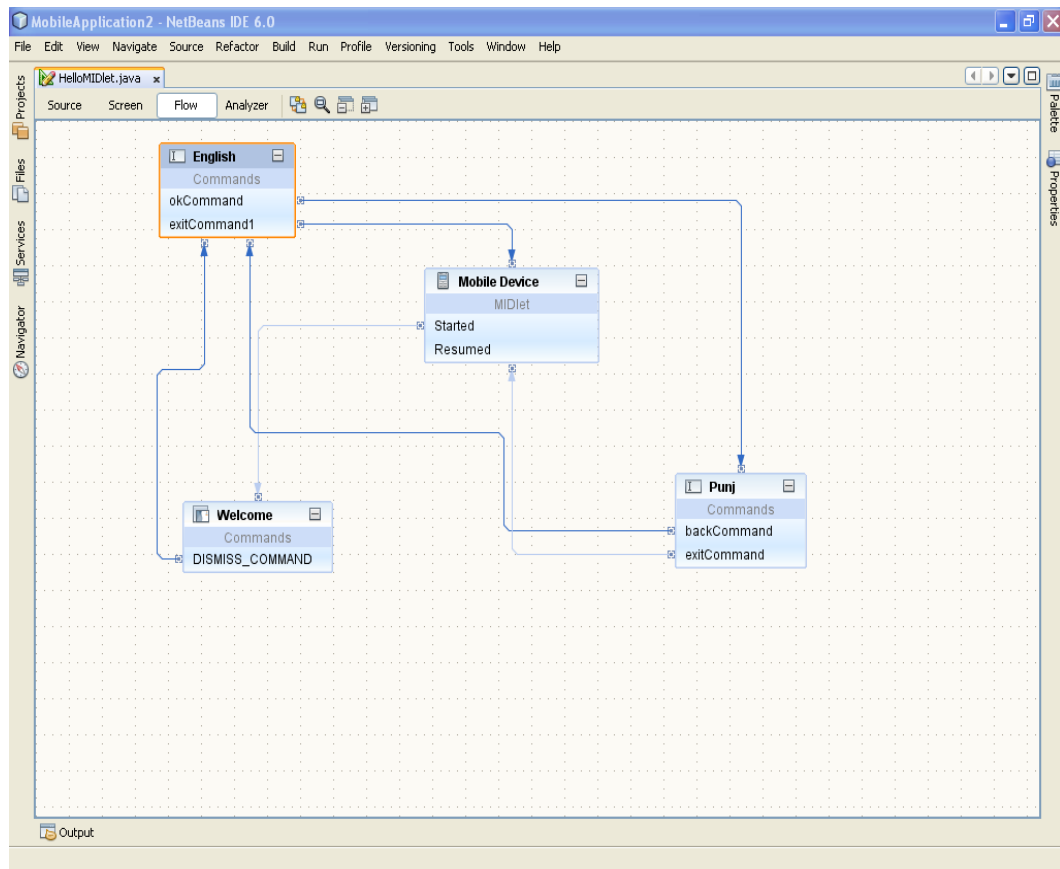 MobileApplication2 - NetBeans IDE 6.0
File Edit View Navigate Source Refactor Build Run Profile Versioning Tools Window Help
HelloMIDlet.java
Source Screen Flow Analyzer
Projects
Files
Services
Navigator
Palette
Properties
English
Commands
okCommand
exitCommand1
Mobile Device
MIDlet
Started
Resumed
Punj
Commands
backCommand
exitCommand
Welcome
Commands
DISMISS_COMMAND
Output